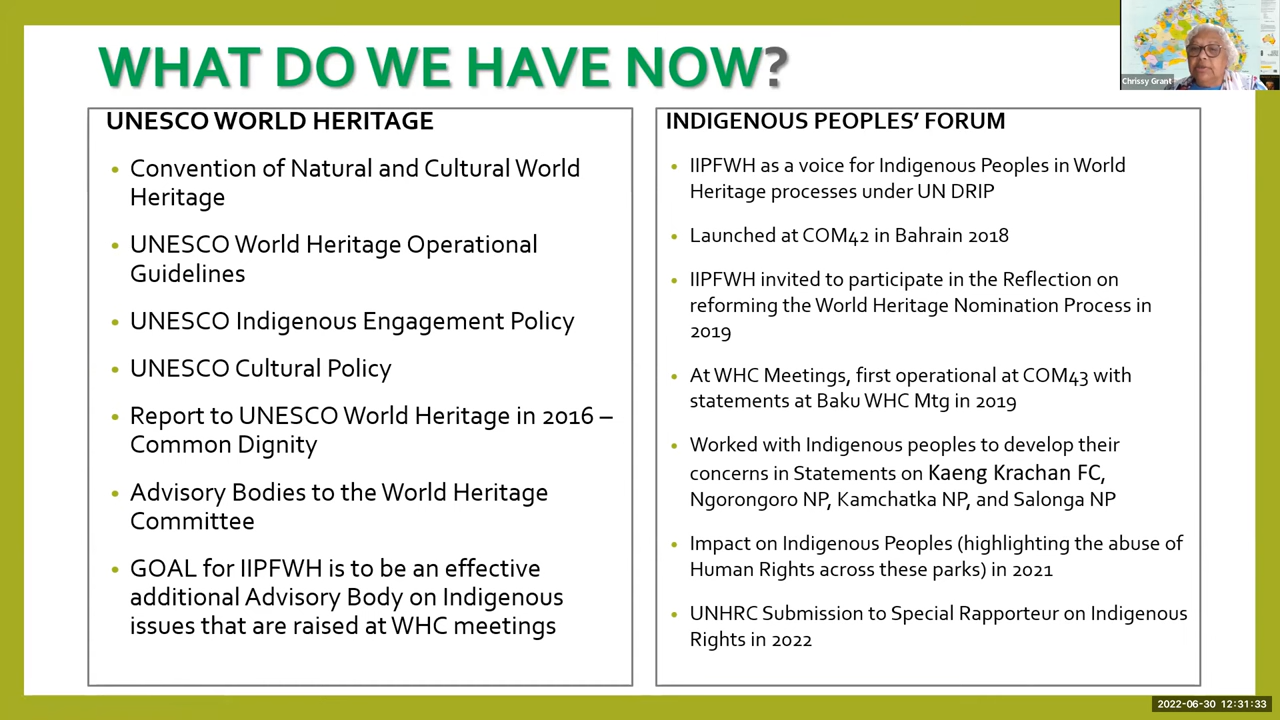 WHAT DO WE HAVE NOW?
Chrissy Grant
UNESCO WORLD HERITAGE
• Convention of Natural and Cultural World
Heritage
• UNESCO World Heritage Operational
Guidelines
• UNESCO Indigenous Engagement Policy
• UNESCO Cultural Policy
• Report to UNESCO World Heritage in 2016 –
Common Dignity
• Advisory Bodies to the World Heritage
Committee
• GOAL for IIPFWH is to be an effective
additional Advisory Body on Indigenous
issues that are raised at WHC meetings
INDIGENOUS PEOPLES’ FORUM
• IIPFWH as a voice for Indigenous Peoples in World
Heritage processes under UN DRIP
• Launched at COM42 in Bahrain 2018
• IIPFWH invited to participate in the Reflection on
reforming the World Heritage Nomination Process in
2019
• At WHC Meetings, first operational at COM43 with
statements at Baku WHC Mtg in 2019
• Worked with Indigenous peoples to develop their
concerns in Statements on Kaeng Krachan FC,
Ngorongoro NP, Kamchatka NP, and Salonga NP
• Impact on Indigenous Peoples (highlighting the abuse of
Human Rights across these parks) in 2021
• UNHRC Submission to Special Rapporteur on Indigenous
Rights in 2022
2022-06-30 12:31:33